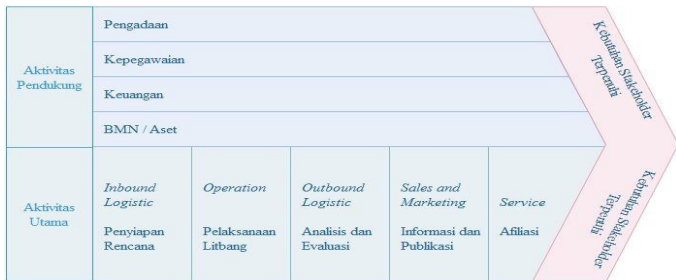 Aktivitas
Pendukung
Pengadaan
Kepegawaian
Keuangan
BMN / Aset
Kebutuhan Stakeholder
Terpenuhi
Aktivitas
Utama
Inbound
Logistic
Penyiapan
Rencana
Operation
Pelaksanaan
Litbang
Outbound
Logistic
Analisis dan
Evaluasi
Sales and
Marketing
Informasi dan
Publikasi
Service
Afiliasi
Kebutuhan Stakeholder
Terpenuhi